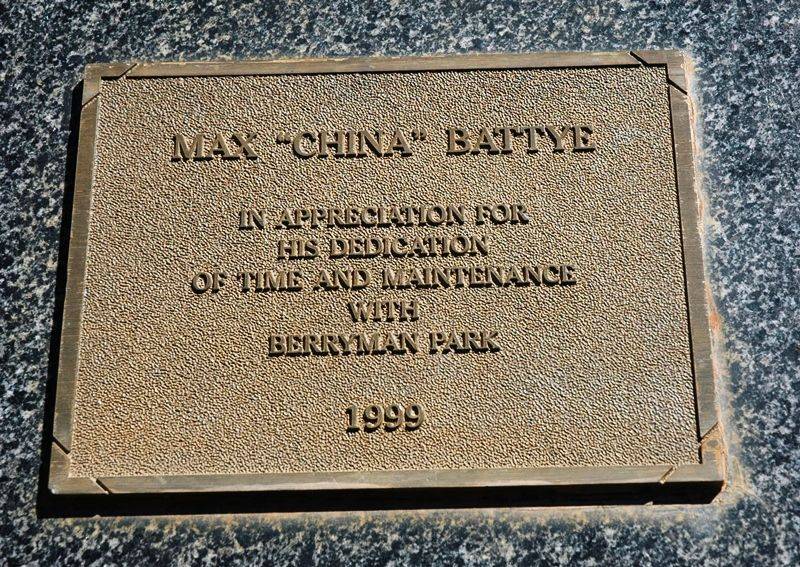 MAX "CHINA" BATTYE
IN APPRECIATION FOR
HIS DEDICATION
OF TIME AND MAINTENANCE
WITH
BERRYMAN PARK
1999